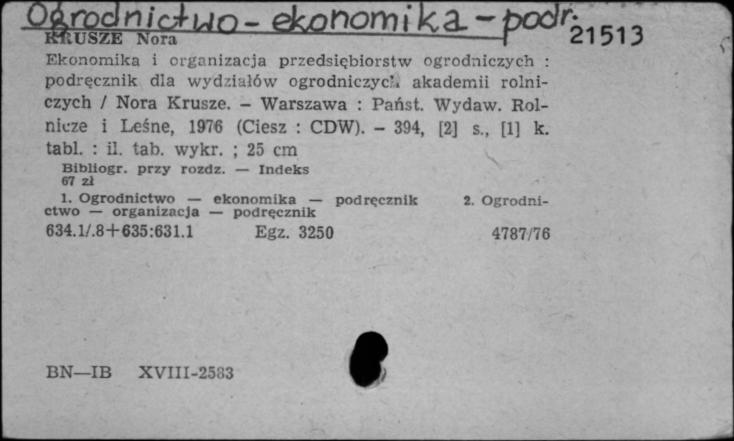 Ogrodnictwo - ekonomika - podr.
21513
KRUSZE Nora
Ekonomika i organizacja przedsiębiorstw ogrodniczych :
podręcznik dla wydziałów ogrodniczych akademii rolni-
czych / Nora Krusze. – Warszawa : Państ. Wydaw. Rol-
nicze i Leśne, 1976 (Ciesz : CDW). – 394, [2] s., [1] k.
tabl. : il. tab. wykr. ; 25 cm
Bibliogr. przy rozdz. — Indeks
67 zł
1. Ogrodnictwo — ekonomika — podręcznik 2. Ogrodni-
ctwo — organizacja — podręcznik
634.1/.8+635:631.1 Egz. 3250 4787/76
BN—IB XVIII-2583